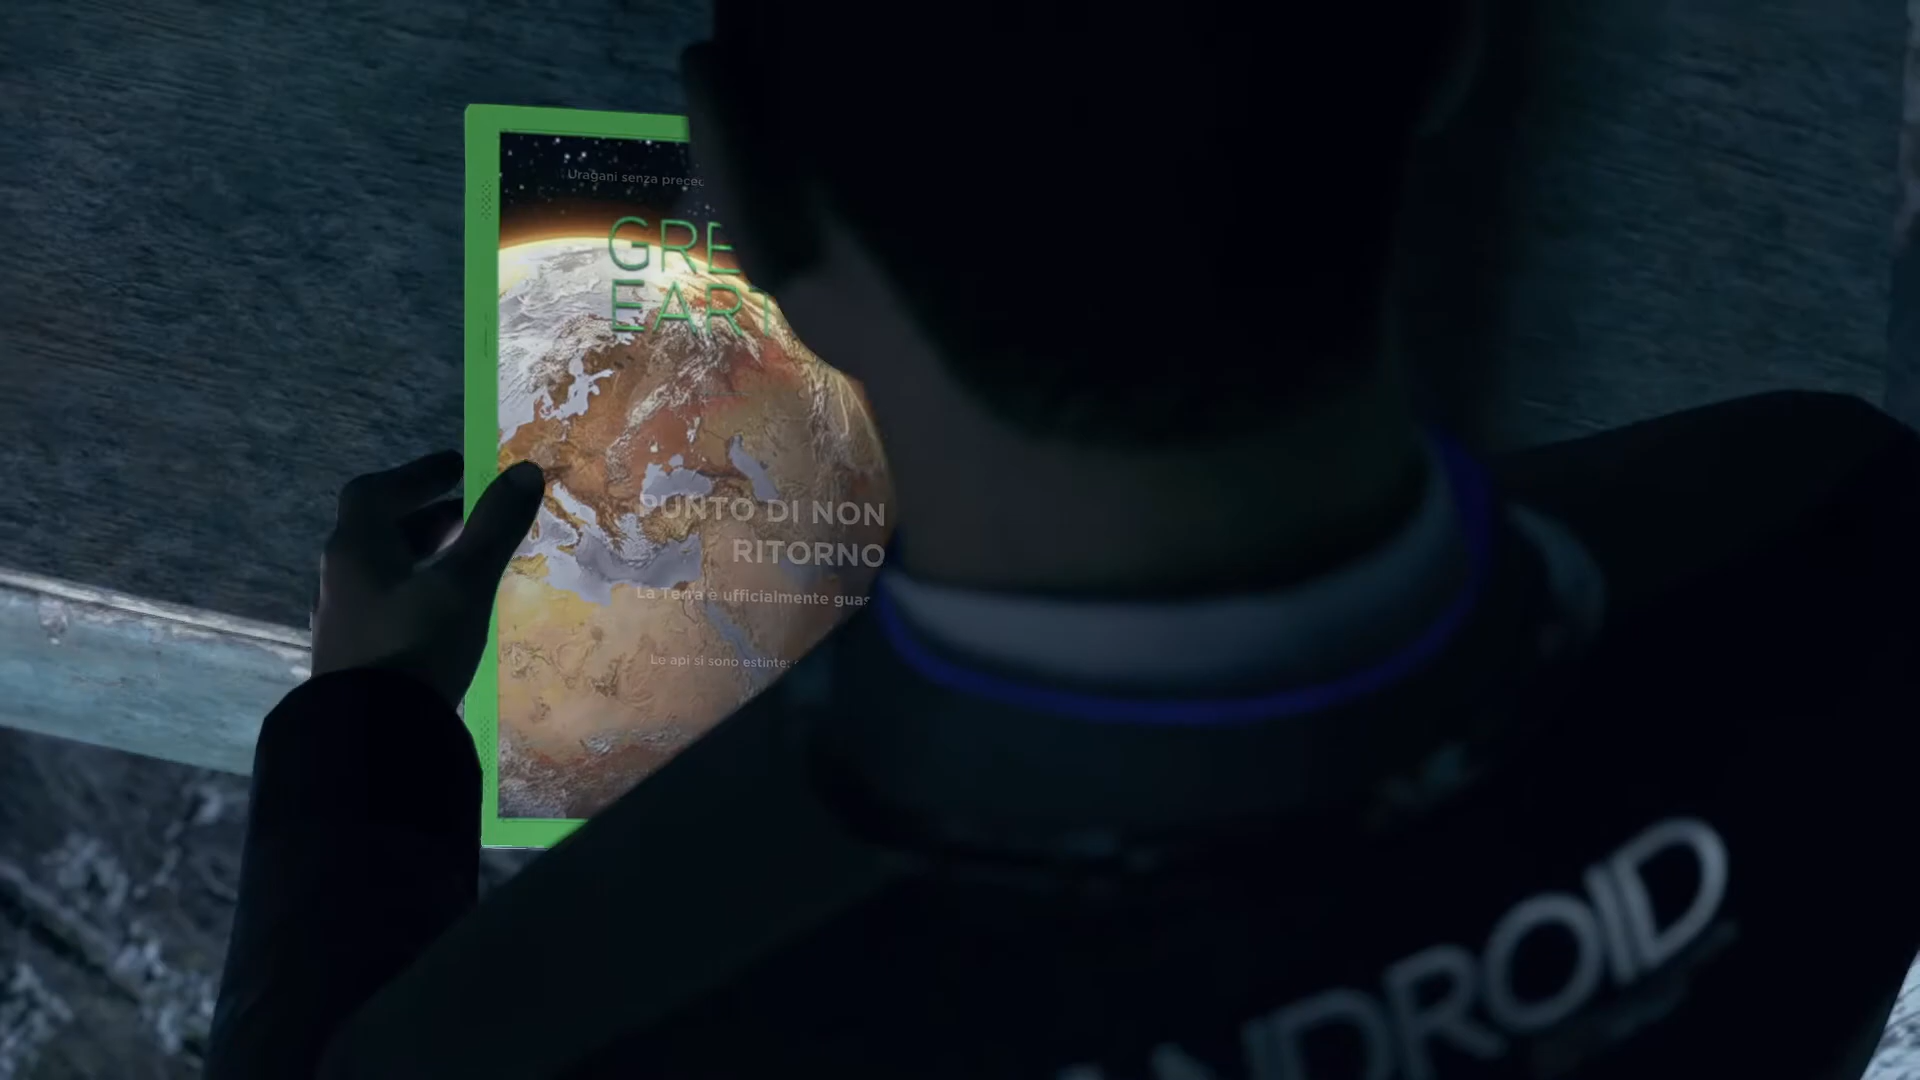 Uragani senza prece
GRE
EART
PUNTO DI NON
RITORNO
La Terra è ufficialmente guas
Le api si sono estinte:
ANDROID